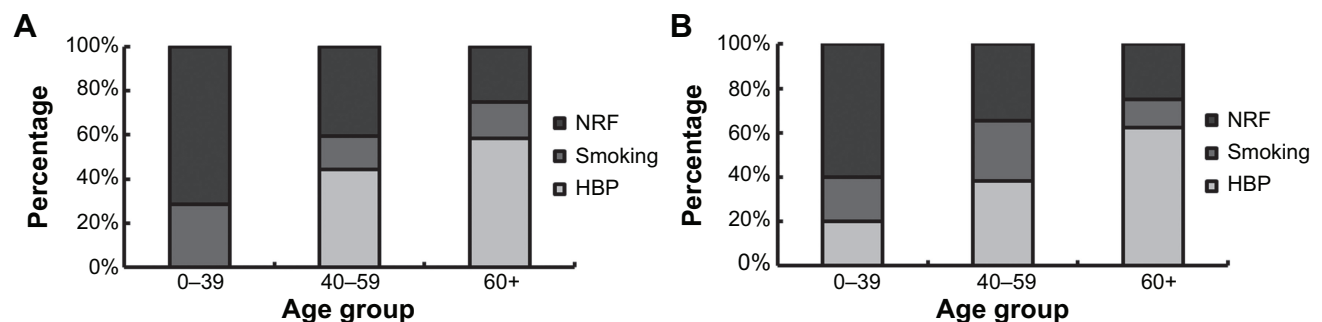 A
Percentage
100%
80%
60%
40%
20%
0%
0–39
40–59
60+
Age group
NRF
Smoking
HBP
B
Percentage
100%
80%
60%
40%
20%
0%
0–39
40–59
60+
Age group
NRF
Smoking
HBP